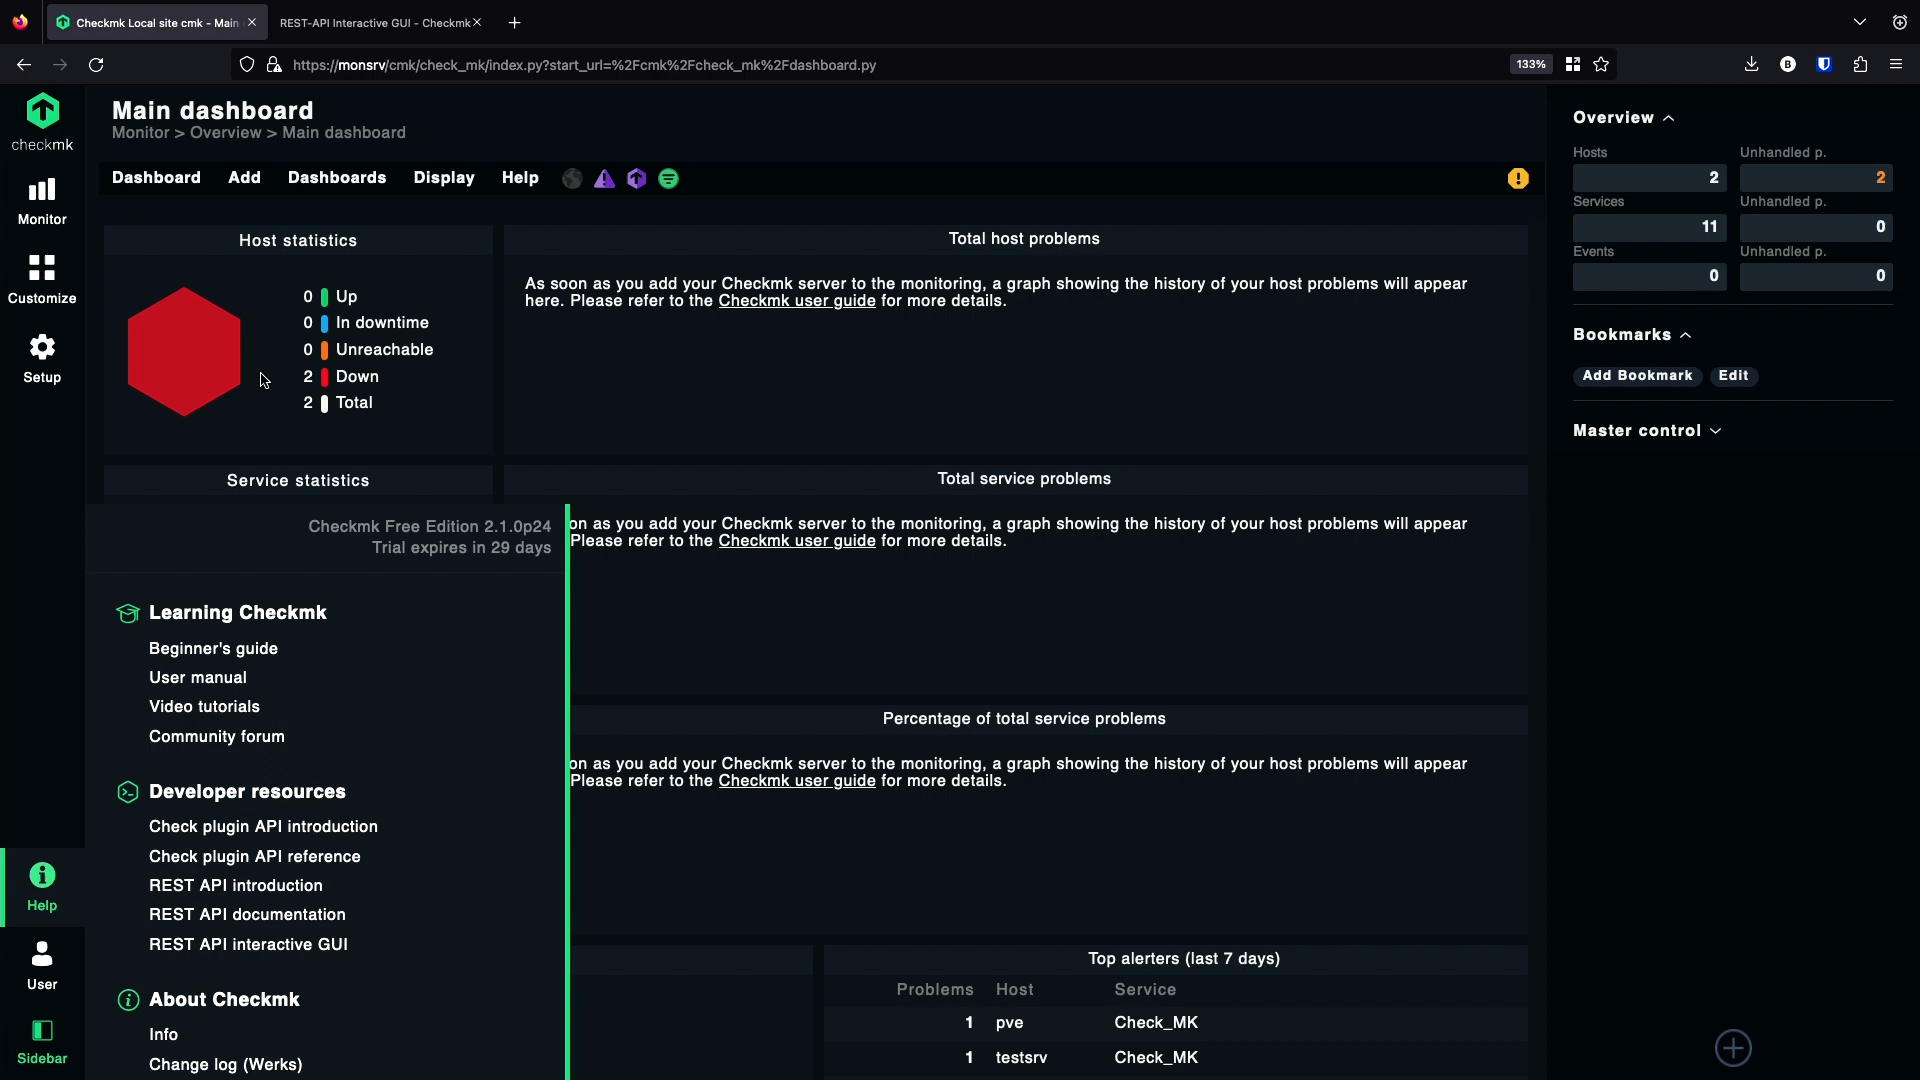 Checkmk Local site cmk - Main
REST-API Interactive GUI - Checkmk
https://monsrv/cmk/check_mk/index.py?start_url=%2Fcmk%2Fcheck_mk%2Fdashboard.py
133%
B
checkmk
Monitor
Customize
Setup
Help
User
Sidebar
Main dashboard
Monitor > Overview > Main dashboard
Dashboard Add Dashboards Display Help
Host statistics
0 Up
0 In downtime
0 Unreachable
2 Down
2 Total
Total host problems
As soon as you add your Checkmk server to the monitoring, a graph showing the history of your host problems will appear
here. Please refer to the Checkmk user guide for more details.
Service statistics
Total service problems
on as you add your Checkmk server to the monitoring, a graph showing the history of your host problems will appear
Please refer to the Checkmk user guide for more details.
Checkmk Free Edition 2.1.0p24
Trial expires in 29 days
Learning Checkmk
Beginner's guide
User manual
Video tutorials
Community forum
Developer resources
Check plugin API introduction
Check plugin API reference
REST API introduction
REST API documentation
REST API interactive GUI
About Checkmk
Info
Change log (Werks)
Percentage of total service problems
on as you add your Checkmk server to the monitoring, a graph showing the history of your host problems will appear
Please refer to the Checkmk user guide for more details.
Top alerters (last 7 days)
Problems Host Service
1 pve Check_MK
1 testsrv Check_MK
Overview
Hosts Unhandled p.
2 2
Services Unhandled p.
11 0
Events Unhandled p.
0 0
Bookmarks
Add Bookmark Edit
Master control